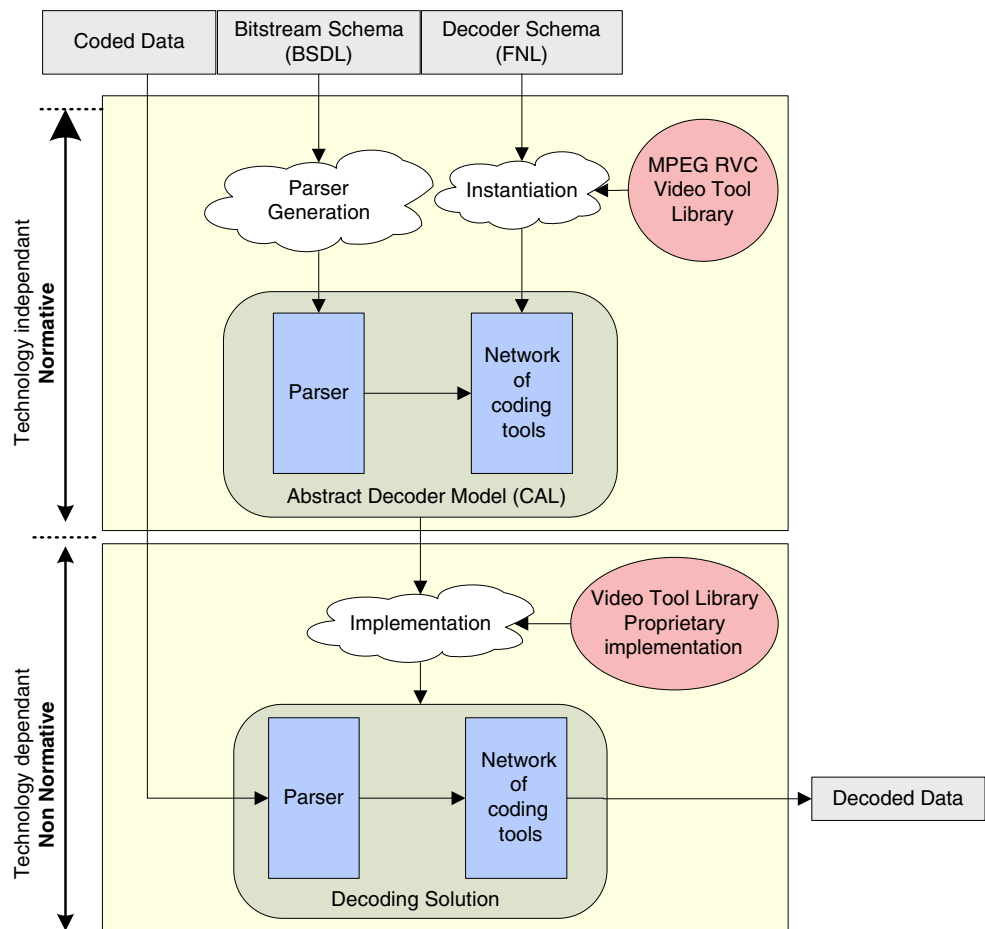 Coded Data
Bitstream Schema
(BSDL)
Decoder Schema
(FNL)
Technology independant
Normative
Parser
Generation
Instantiation
MPEG RVC
Video Tool
Library
Parser
Network
of
coding
tools
Abstract Decoder Model (CAL)
Technology dependant
Non Normative
Implementation
Video Tool Library
Proprietary
implementation
Parser
Network
of
coding
tools
Decoding Solution
Decoded Data